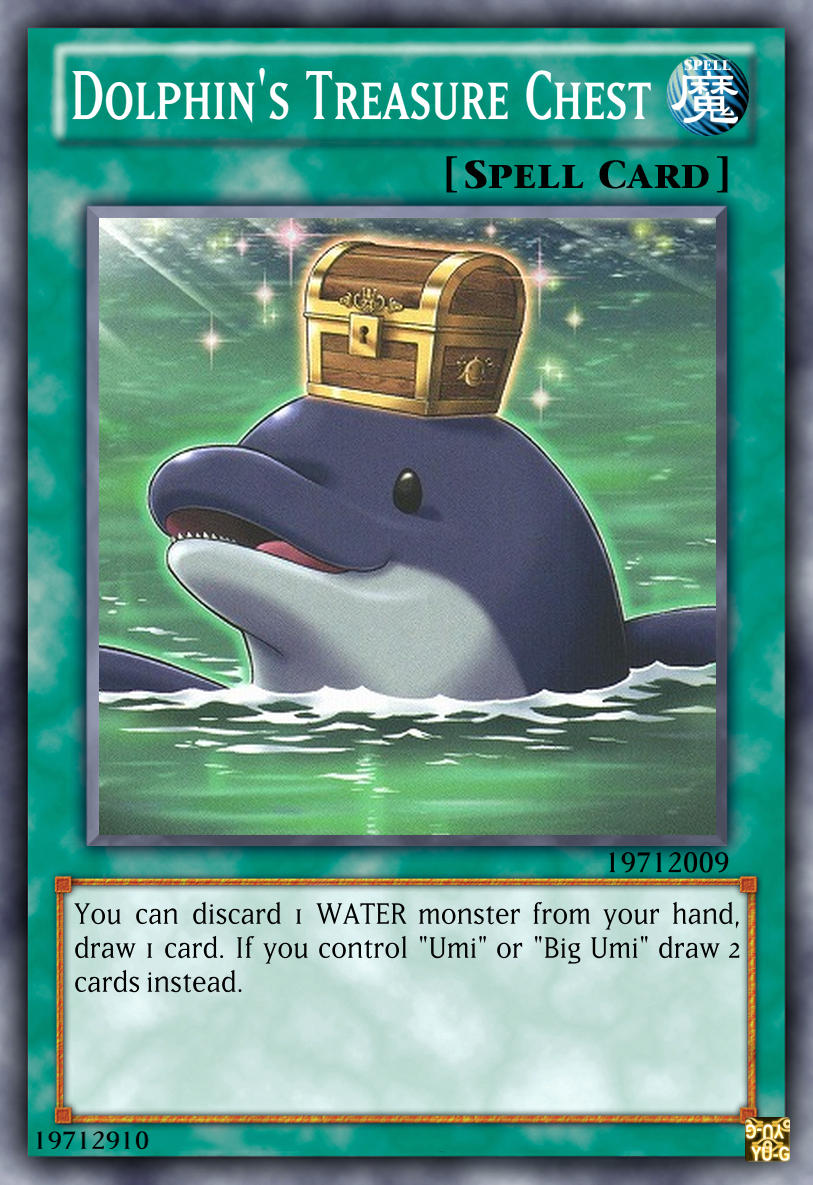 DOLPHIN'S TREASURE CHEST
SPELL
魔
[SPELL CARD]
19712009
You can discard 1 WATER monster from your hand,
draw 1 card. If you control "Umi" or "Big Umi" draw 2
cards instead.
19712910
YU-G